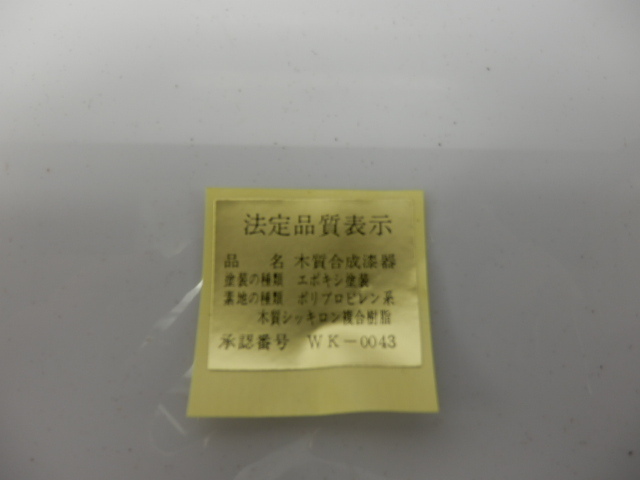 法定品質表示
品 名 木質合成漆器
塗装の種類 エポキシ塗装
素地の種類 ポリプロピレン系
木質シッキロン複合樹脂
承認番号 WK-0043